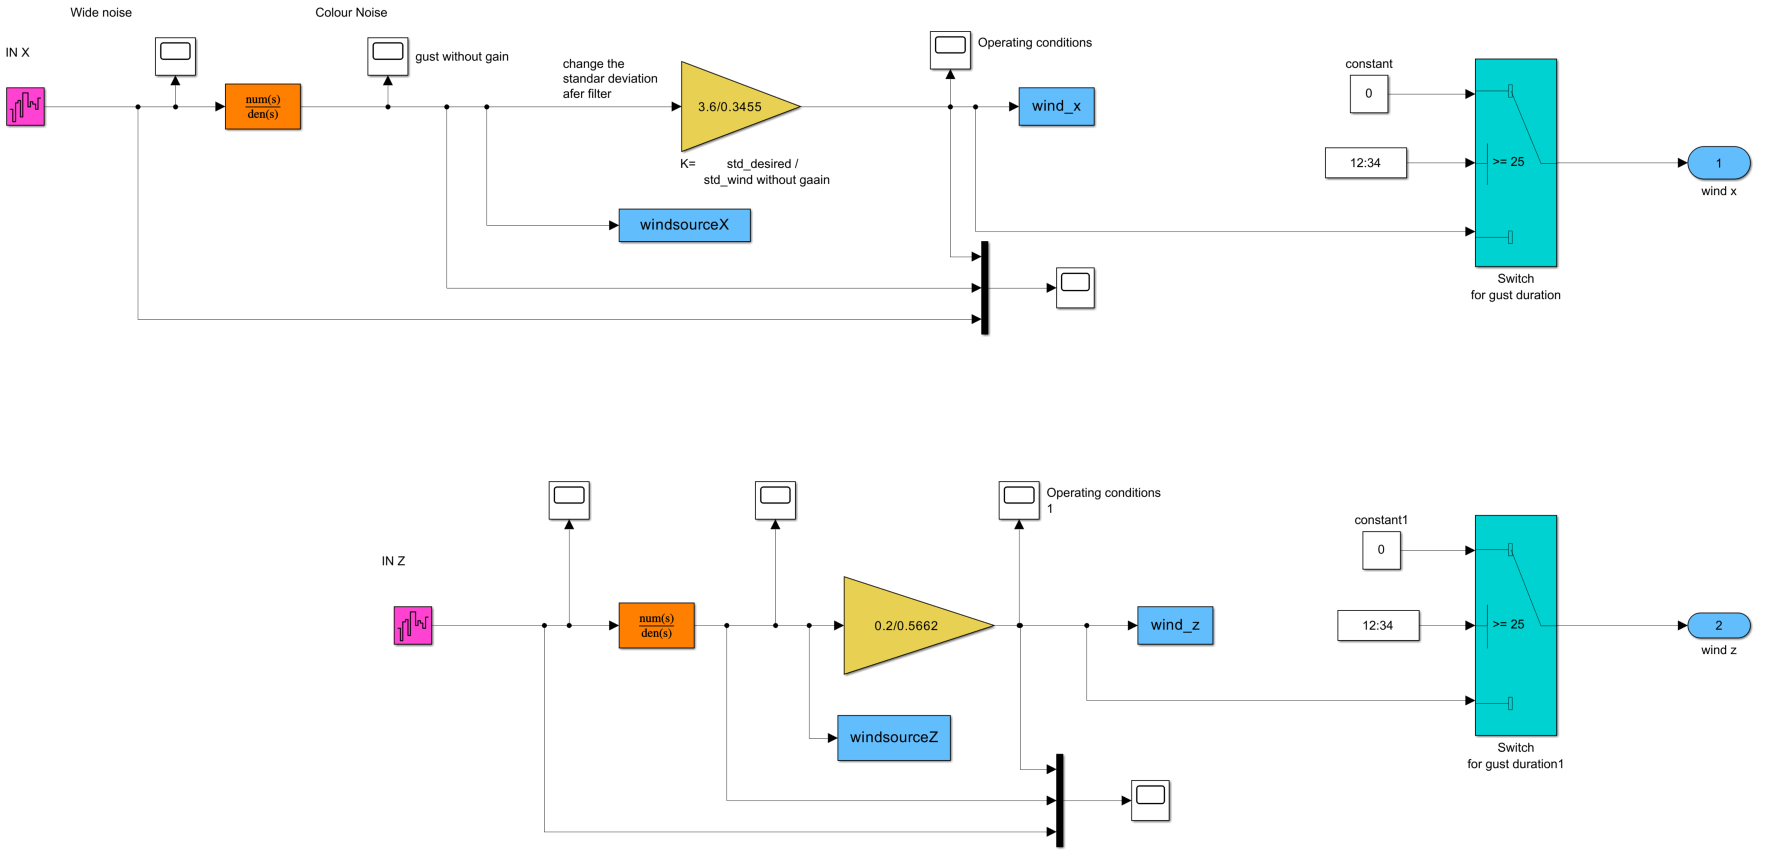 Wide noise
Colour Noise
IN X
gust without gain
change the
standar deviation
afer filter
Operating conditions
constant
0
num(s)
den(s)
3.6/0.3455
wind_x
K= std_desired /
std_wind without gaain
12:34
>= 25
1
wind x
windsourceX
Switch
for gust duration
Operating conditions
1
constant1
0
IN Z
num(s)
den(s)
0.2/0.5662
wind_z
12:34
>= 25
2
wind z
windsourceZ
Switch
for gust duration1